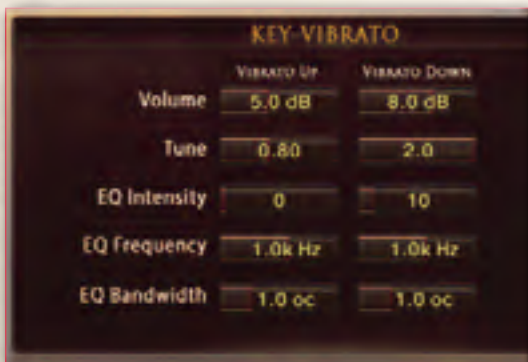 KEY-VIBRATO
VIBRATO UP VIBRATO DOWN
Volume 5.0 dB 8.0 dB
Tune 0.80 2.0
EQ Intensity 0 10
EQ Frequency 1.0k Hz 1.0k Hz
EQ Bandwidth 1.0 oc 1.0 oc